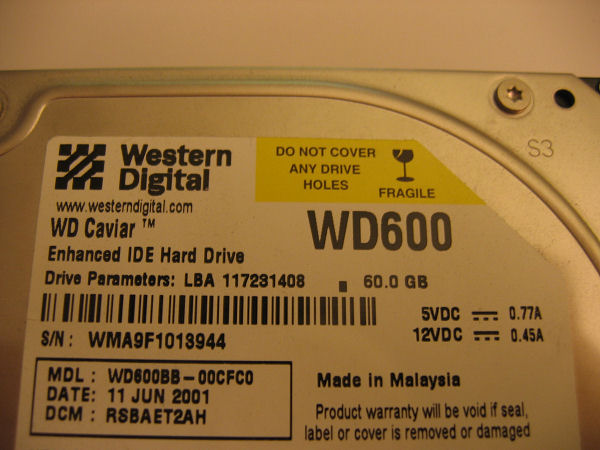 Western
Digital
www.westerndigital.com
WD Caviar ™
Enhanced IDE Hard Drive
DO NOT COVER
ANY DRIVE
HOLES
FRAGILE
WD600
Drive Parameters: LBA 117231408 . 60.0 GB
5VDC ⎓ 0.77A
12VDC ⎓ 0.45A
S/N: WMA9F1013944
MDL : WD600BB-00CFC0
DATE: 11 JUN 2001
DCM : RSBAET2AH
Made in Malaysia
Product warranty will be void if seal,
label or cover is removed or damaged
S3